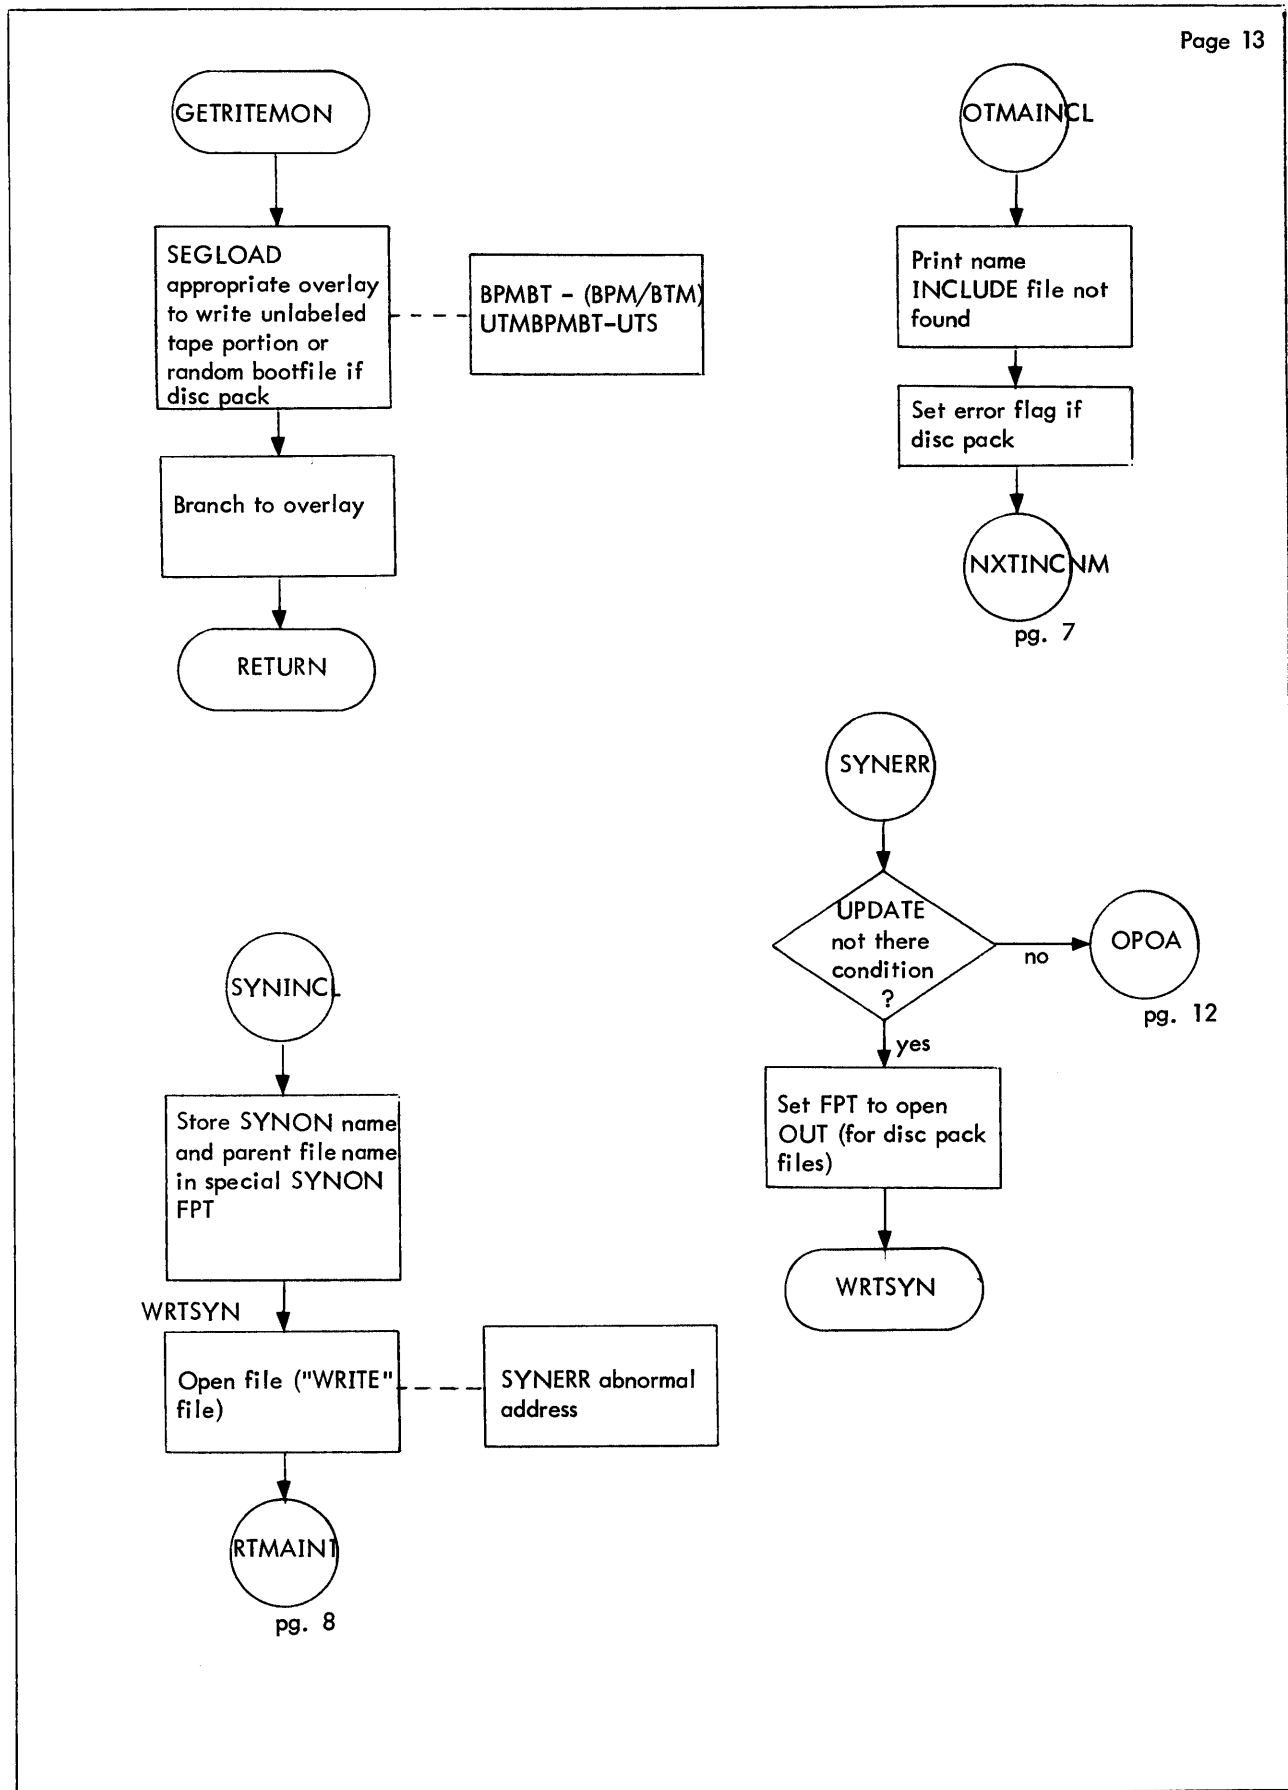 Page 13
GETRITEMON
SEGLOAD
appropriate overlay
to write unlabeled
tape portion or
random bootfile if
disc pack
BPMBT - (BPM/BTM)
UTMBPMBT-UTS
Branch to overlay
RETURN
OTMAINCL
Print name
INCLUDE file not
found
Set error flag if
disc pack
NXTINCNM
pg. 7
SYNERR
UPDATE
not there
condition
?
no
OPOA
pg. 12
yes
Set FPT to open
OUT (for disc pack
files)
WRTSYN
SYNINCL
Store SYNON name
and parent file name
in special SYNON
FPT
WRTSYN
Open file ("WRITE"
file)
SYNERR abnormal
address
RTMAIN1
pg. 8